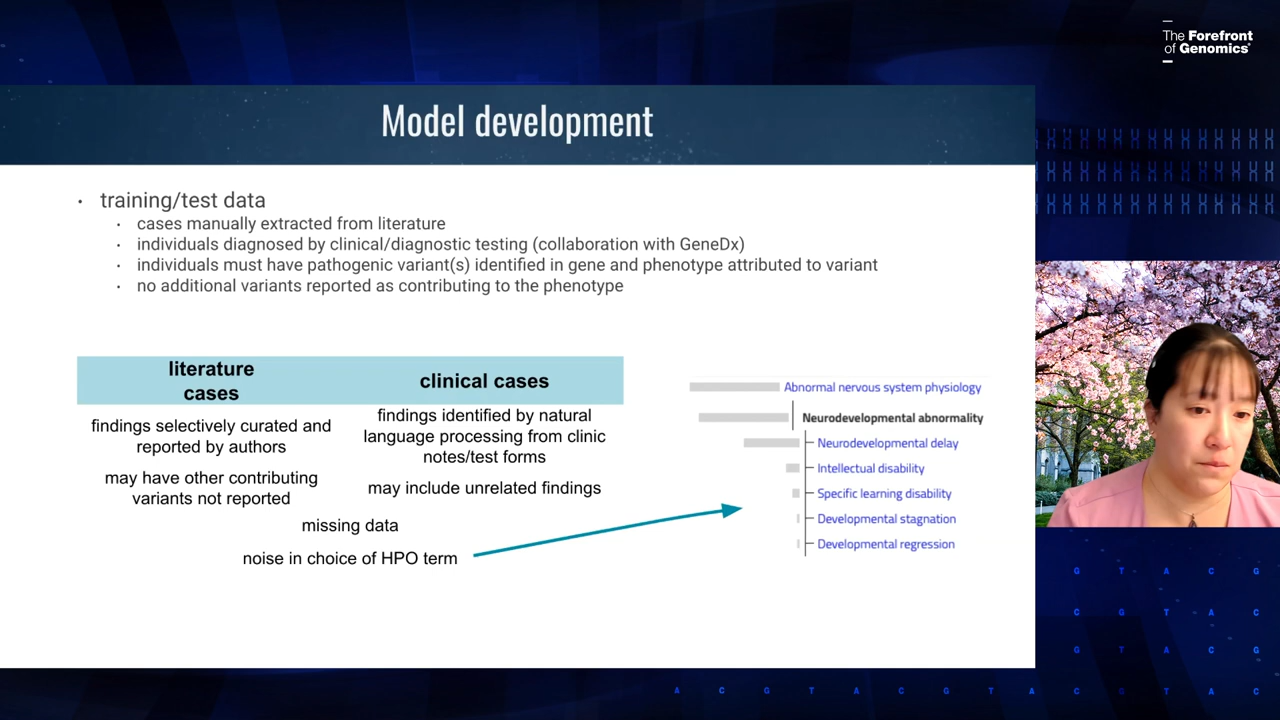 The Forefront
of Genomics®
Model development
training/test data
cases manually extracted from literature
individuals diagnosed by clinical/diagnostic testing (collaboration with GeneDx)
individuals must have pathogenic variant(s) identified in gene and phenotype attributed to variant
no additional variants reported as contributing to the phenotype
literature
cases
clinical cases
findings selectively curated and
reported by authors
findings identified by natural
language processing from clinic
notes/test forms
may have other contributing
variants not reported
may include unrelated findings
missing data
noise in choice of HPO term
Abnormal nervous system physiology
Neurodevelopmental abnormality
Neurodevelopmental delay
Intellectual disability
Specific learning disability
Developmental stagnation
Developmental regression
G T A C G
C G T A C
G T A C G
A C G T A C G T A C G T A C